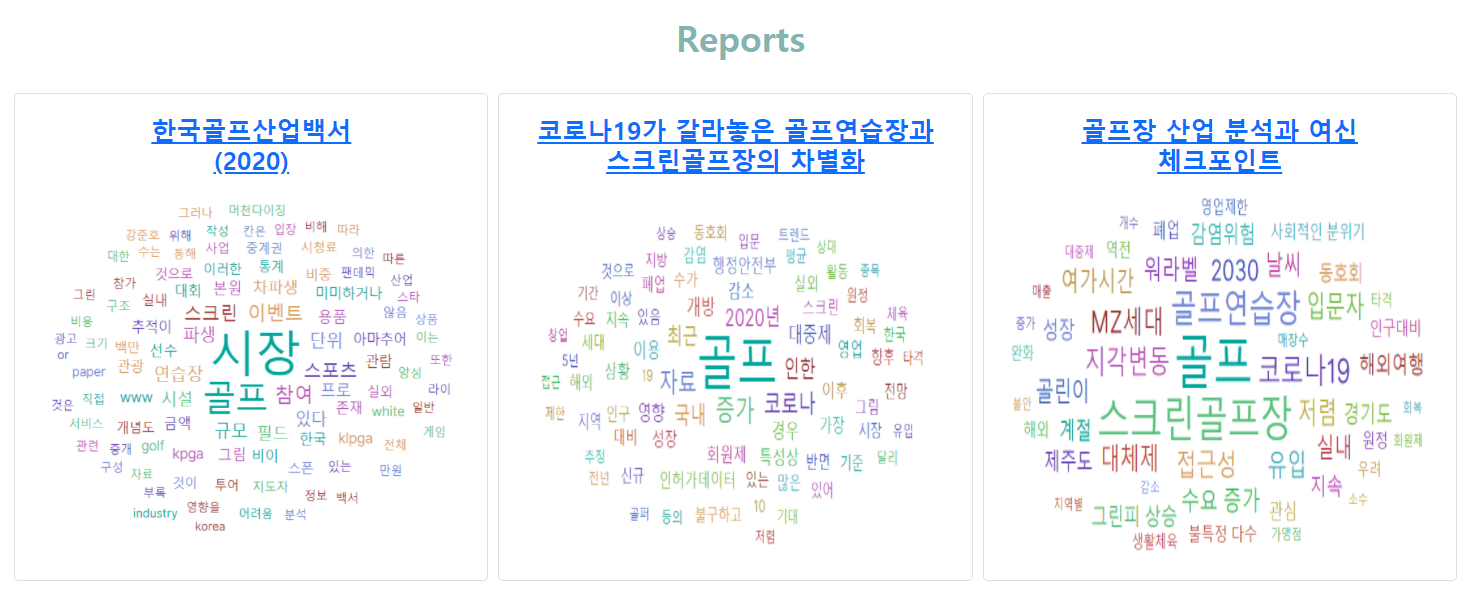 Reports
한국골프산업백서
(2020)
그러나 머천다이징
강준호 위해 작성 칸은 입장 비해 따라
대한 수는 통해 사업 중계권 시청료 의한 따른
참가 것으로 이러한 통계 비중 팬데믹 산업
그린 구조 실내 대회 본원 차파생 미미하거나 스타
비용 추적이 파생 스크린 이벤트 용품 않음 상품
광고 크기 백만 선수 시장 단위 아마추어 이는
or paper 관광 연습장 스포츠 관람 양성 또한
것은 직접 www 시설 골프 참여 프로 실외 라이
서비스 개념도 금액 규모 필드 있다 존재 white 일반
관련 중개 golf kpga 그림 비이 한국 klpga 전체 게임
구성 자료 것이 투어 지도자 스폰 있는 만원
부록 영향을 어려움 정보 백서
industry korea 분석
코로나19가 갈라놓은 골프연습장과
스크린골프장의 차별화
상승 동호회 입문 트렌드
지방 감염 행정안전부 평균 상대
것으로 폐업 수가 실외 활동 종목
기간 이상 개방 감소 스크린 원정
수요 지속 있음 2020년 대중제 회복 체육
창업 세대 이용 최근 영업 한국
5년 골프 인한 향후 타격
접근 해외 상황 19 자료 이후 전망
제한 지역 인구 영향 국내 증가 코로나 가장 그림
대비 성장 경우 시장 유입
추정 회원제 특성상 반면 기준 달리
전년 신규 인허가데이터 있는 많은 있어
골퍼 등의 불구하고 10 기대
저렴
골프장 산업 분석과 여신
체크포인트
영업제한
개수 폐업 감염위험 사회적인 분위기
대중제 역전 워라벨 2030 날씨 동호회
매출 여가시간 골프연습장 입문자 타격
증가 성장 MZ세대 매장수 인구대비
완화 지각변동 골프 코로나19 해외여행
불안 골린이 스크린골프장 저렴 경기도 회복
해외 계절 실내 원정 회원제
제주도 대체제 접근성 유입 우려
감소 지속 소수
지역별 그린피 상승 수요 증가 관심
생활체육 불특정 다수 가맹점